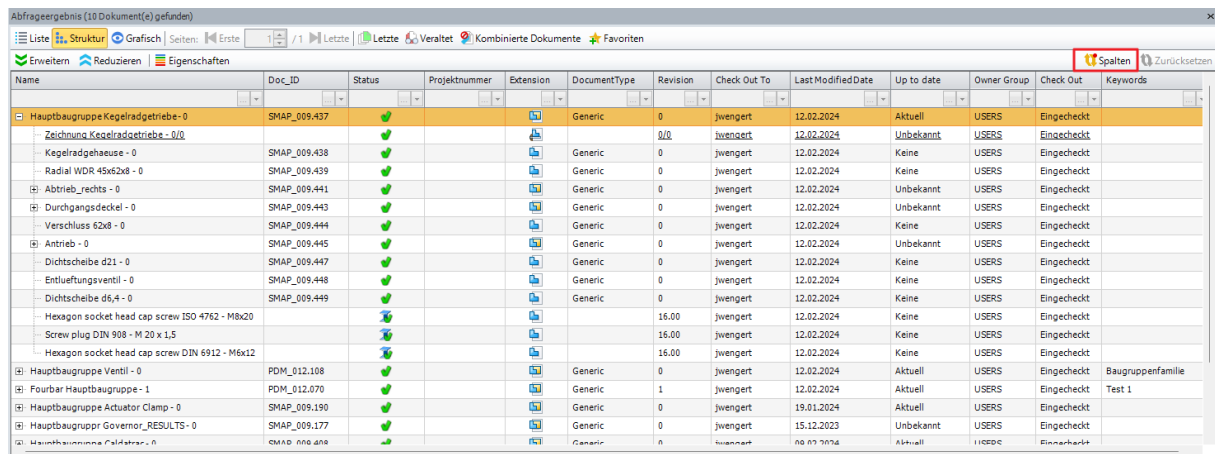 Abfrageergebnis (10 Dokument(e) gefunden)
Liste Struktur Grafisch Seiten: Erste 1 / 1 Letzte Letzte Veraltet Kombinierte Dokumente Favoriten
Erweitern Reduzieren Eigenschaften Spalten Zurücksetzen
Name Doc_ID Status Projektnummer Extension DocumentType Revision Check Out To Last Modified Date Up to date Owner Group Check Out Keywords
Hauptbaugruppe Kegelradgetriebe - 0 SMAP_009.437 Generic 0 jwengert 12.02.2024 Aktuell USERS Eingecheckt
Zeichnung Kegelradgetriebe - 0/0 0/0 jwengert 12.02.2024 Unbekannt USERS Eingecheckt
Kegelradgehaeuse - 0 SMAP_009.438 Generic 0 jwengert 12.02.2024 Keine USERS Eingecheckt
Radial WDR 45x62x8 - 0 SMAP_009.439 Generic 0 jwengert 12.02.2024 Keine USERS Eingecheckt
Abtrieb_rechts - 0 SMAP_009.441 Generic 0 jwengert 12.02.2024 Unbekannt USERS Eingecheckt
Durchgangsdeckel - 0 SMAP_009.443 Generic 0 jwengert 12.02.2024 Unbekannt USERS Eingecheckt
Verschluss 62x8 - 0 SMAP_009.444 Generic 0 jwengert 12.02.2024 Keine USERS Eingecheckt
Antrieb - 0 SMAP_009.445 Generic 0 jwengert 12.02.2024 Unbekannt USERS Eingecheckt
Dichtscheibe d21 - 0 SMAP_009.447 Generic 0 jwengert 12.02.2024 Keine USERS Eingecheckt
Entlueftungsventil - 0 SMAP_009.448 Generic 0 jwengert 12.02.2024 Keine USERS Eingecheckt
Dichtscheibe d6,4 - 0 SMAP_009.449 Generic 0 jwengert 12.02.2024 Keine USERS Eingecheckt
Hexagon socket head cap screw ISO 4762 - M8x20 16.00 jwengert 12.02.2024 Keine USERS Eingecheckt
Screw plug DIN 908 - M 20 x 1,5 16.00 jwengert 12.02.2024 Keine USERS Eingecheckt
Hexagon socket head cap screw DIN 6912 - M6x12 16.00 jwengert 12.02.2024 Keine USERS Eingecheckt
Hauptbaugruppe Ventil - 0 PDM_012.108 Generic 0 jwengert 12.02.2024 Aktuell USERS Eingecheckt Baugruppenfamilie
Fourbar Hauptbaugruppe - 1 PDM_012.070 Generic 1 jwengert 12.02.2024 Aktuell USERS Eingecheckt Test 1
Hauptbaugruppe Actuator Clamp - 0 SMAP_009.190 Generic 0 jwengert 19.01.2024 Aktuell USERS Eingecheckt
Hauptbaugruppr Governor_RESULTS - 0 SMAP_009.177 Generic 0 jwengert 15.12.2023 Unbekannt USERS Eingecheckt
Hauptbaugruppe Caldatrac - 0 SMAP_009.408 Generic 0 jwengert 09.02.2024 Aktuell USERS Eingecheckt